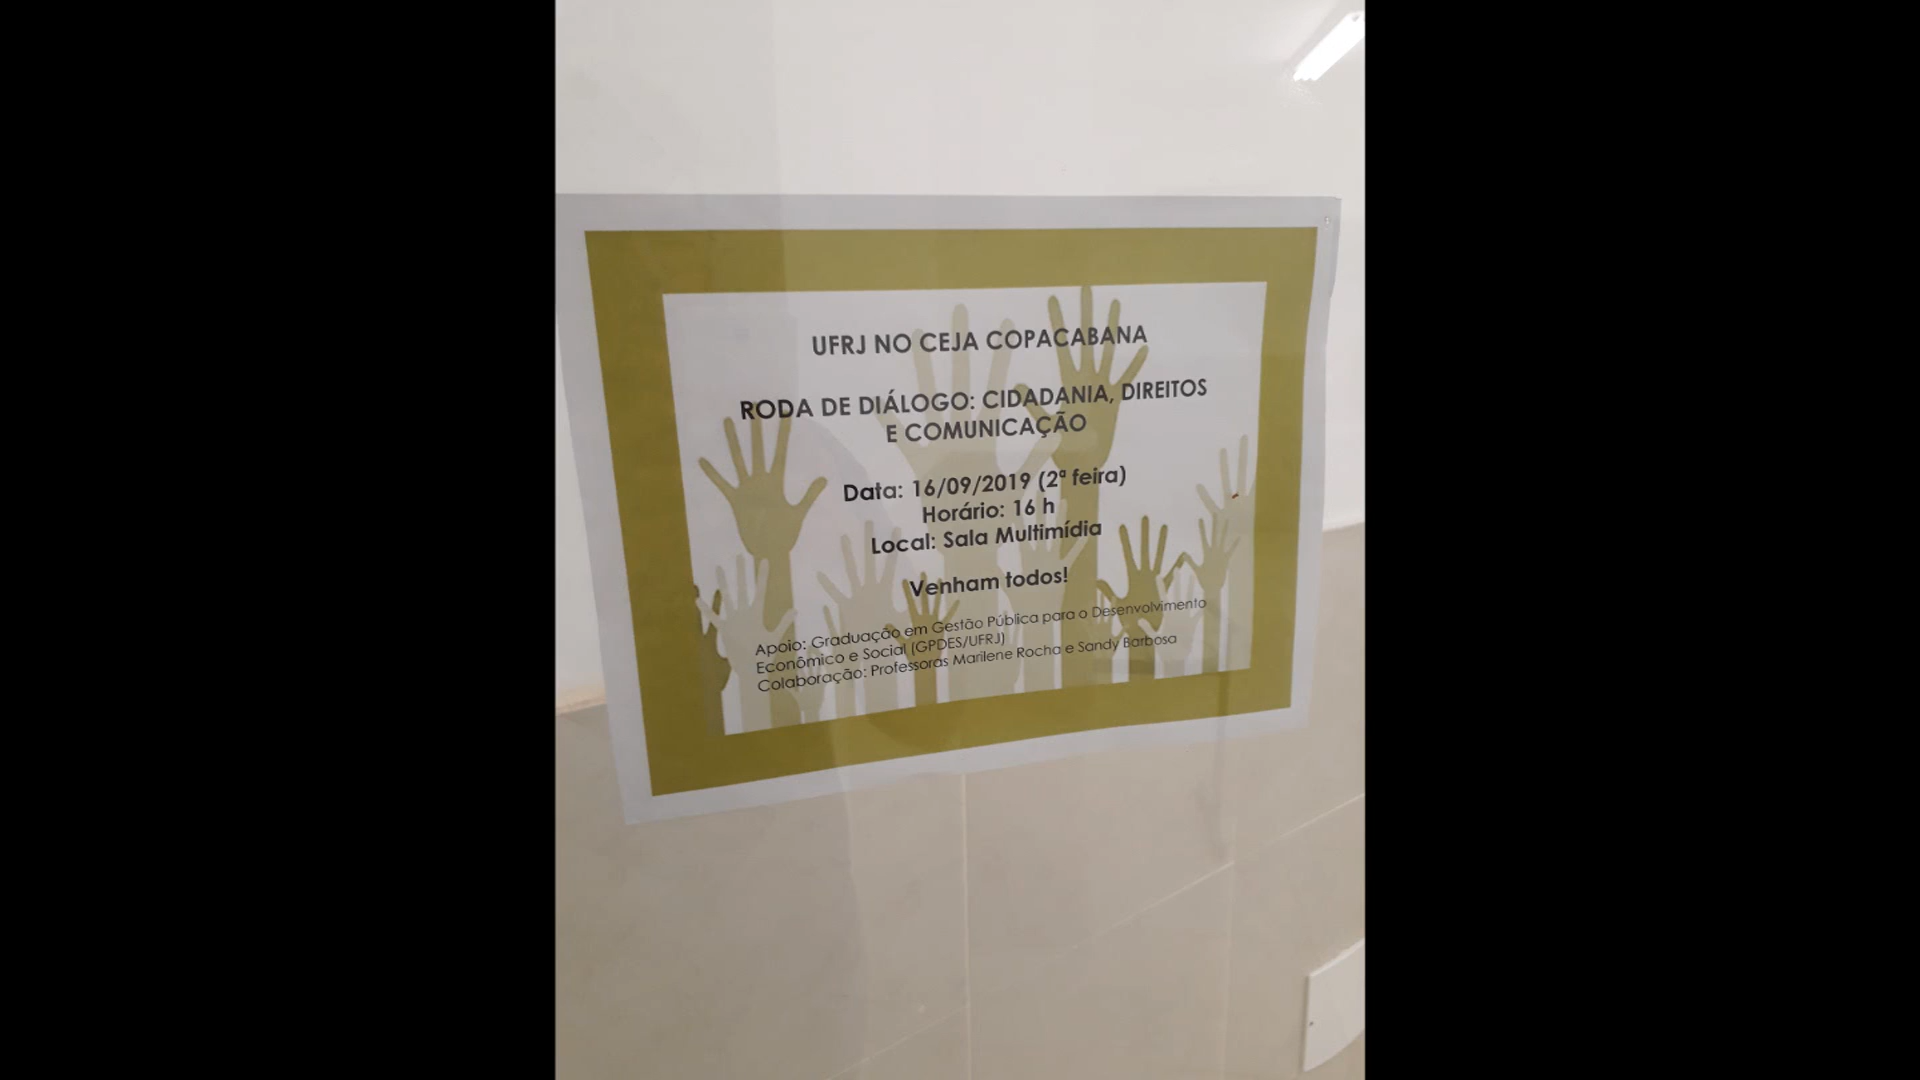 UFRJ NO CEJA COPACABANA
RODA DE DIÁLOGO: CIDADANIA, DIREITOS
E COMUNICAÇÃO
Data: 16/09/2019 (2ª feira)
Horário: 16 h
Local: Sala Multimídia
Venham todos!
Apoio: Graduação em Gestão Pública para o Desenvolvimento
Econômico e Social (GPDES/UFRJ)
Colaboração: Professoras Marilene Rocha e Sandy Barbosa